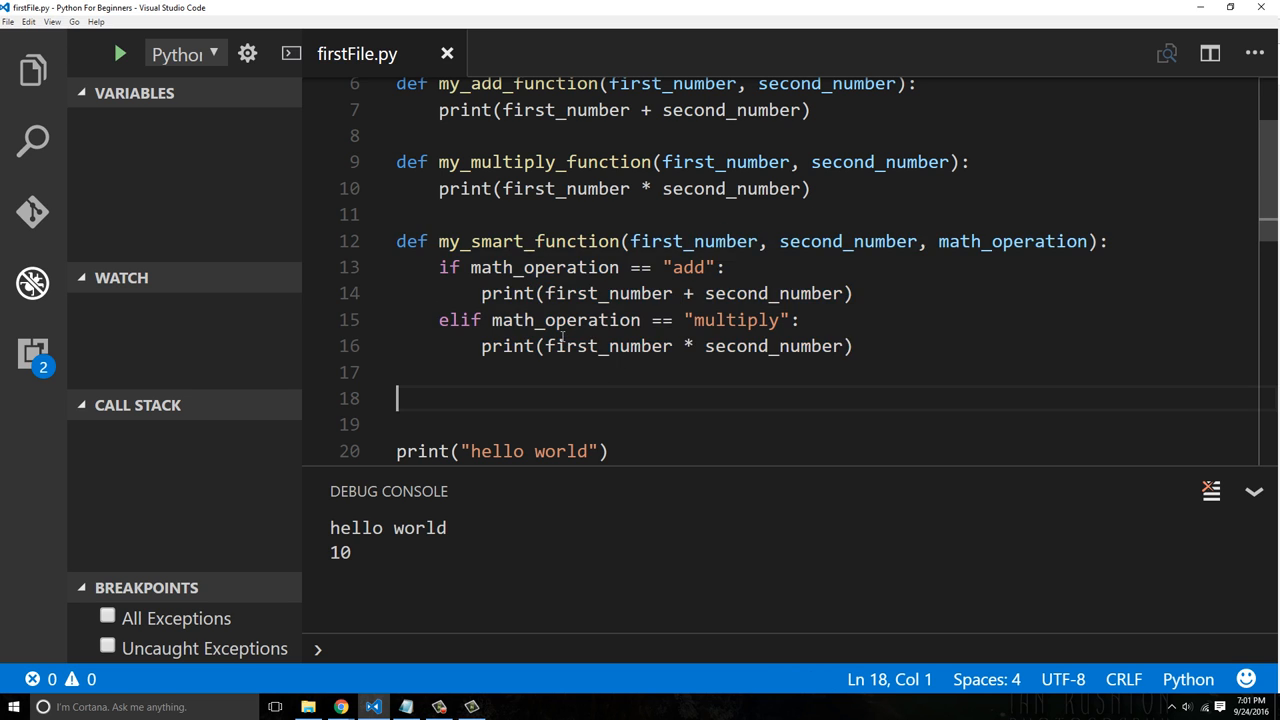 firstFile.py - Python For Beginners - Visual Studio Code
File Edit View Go Help
Python
firstFile.py
VARIABLES
WATCH
CALL STACK
BREAKPOINTS
All Exceptions
Uncaught Exceptions
2
6 def my_add_function(first_number, second_number):
7 print(first_number + second_number)
8
9 def my_multiply_function(first_number, second_number):
10 print(first_number * second_number)
11
12 def my_smart_function(first_number, second_number, math_operation):
13 if math_operation == "add":
14 print(first_number + second_number)
15 elif math_operation == "multiply":
16 print(first_number * second_number)
17
18
19
20 print("hello world")
DEBUG CONSOLE
hello world
10
0 0
Ln 18, Col 1 Spaces: 4 UTF-8 CRLF Python
I'm Cortana. Ask me anything.
7:01 PM
9/24/2016